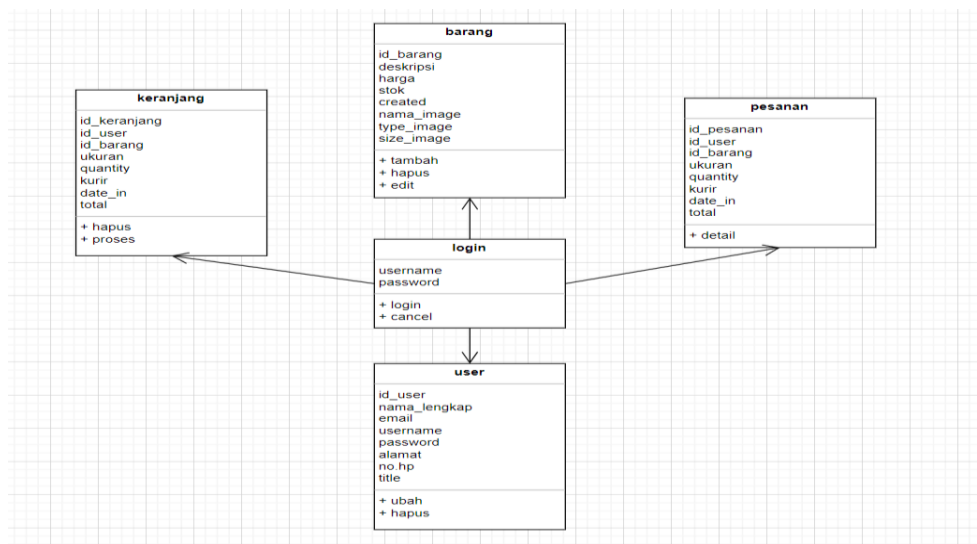 barang
id_barang
deskripsi
harga
stok
created
nama_image
type_image
size_image
+ tambah
+ hapus
+ edit
keranjang
id_keranjang
id_user
id_barang
ukuran
quantity
kurir
date_in
total
+ hapus
+ proses
pesanan
id_pesanan
id_user
id_barang
ukuran
quantity
kurir
date_in
total
+ detail
login
username
password
+ login
+ cancel
user
id_user
nama_lengkap
email
username
password
alamat
no.hp
title
+ ubah
+ hapus